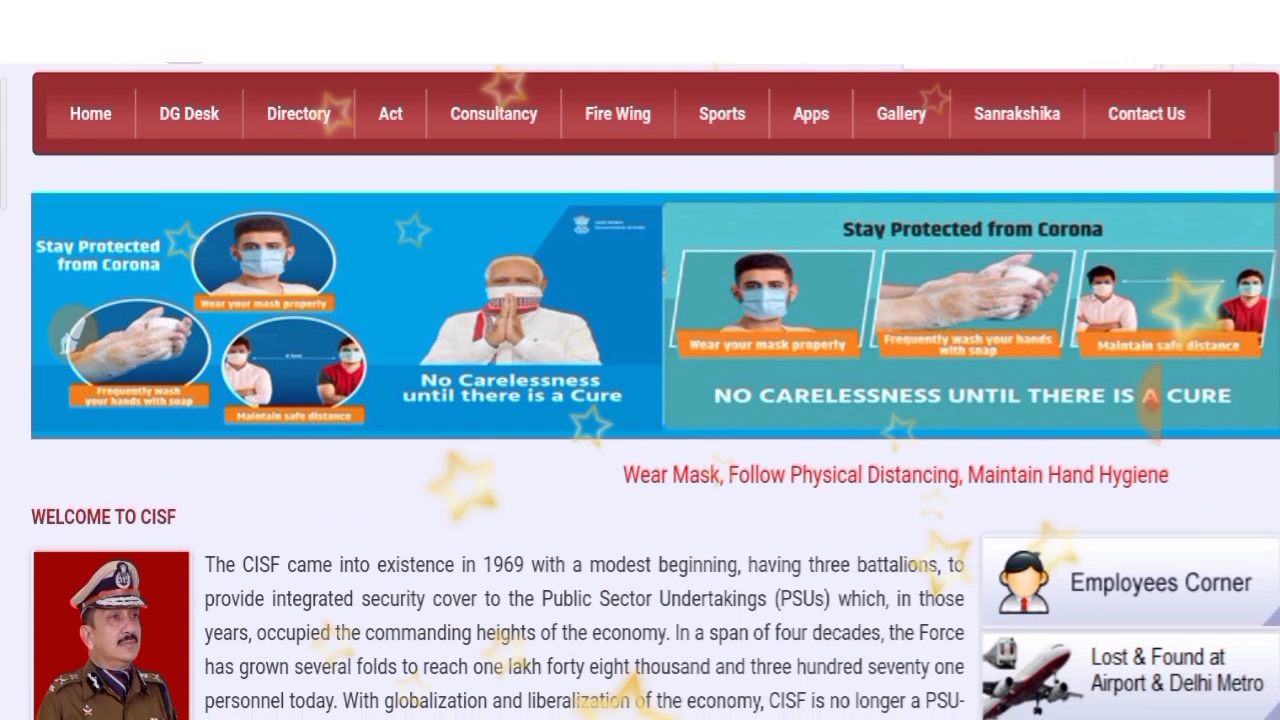 Home DG Desk Directory Act Consultancy Fire Wing Sports Apps Gallery Sanrakshika Contact Us
Stay Protected
from Corona
Wear your mask properly
Frequently wash
your hands with soap
Maintain safe distance
No Carelessness
until there is a Cure
Stay Protected from Corona
Wear your mask properly
Frequently wash your hands
with soap
Maintain safe distance
NO CARELESSNESS UNTIL THERE IS A CURE
Wear Mask, Follow Physical Distancing, Maintain Hand Hygiene
WELCOME TO CISF
The CISF came into existence in 1969 with a modest beginning, having three battalions, to
provide integrated security cover to the Public Sector Undertakings (PSUs) which, in those
years, occupied the commanding heights of the economy. In a span of four decades, the Force
has grown several folds to reach one lakh forty eight thousand and three hundred seventy one
personnel today. With globalization and liberalization of the economy, CISF is no longer a PSU-
Employees Corner
Lost & Found at
Airport & Delhi Metro